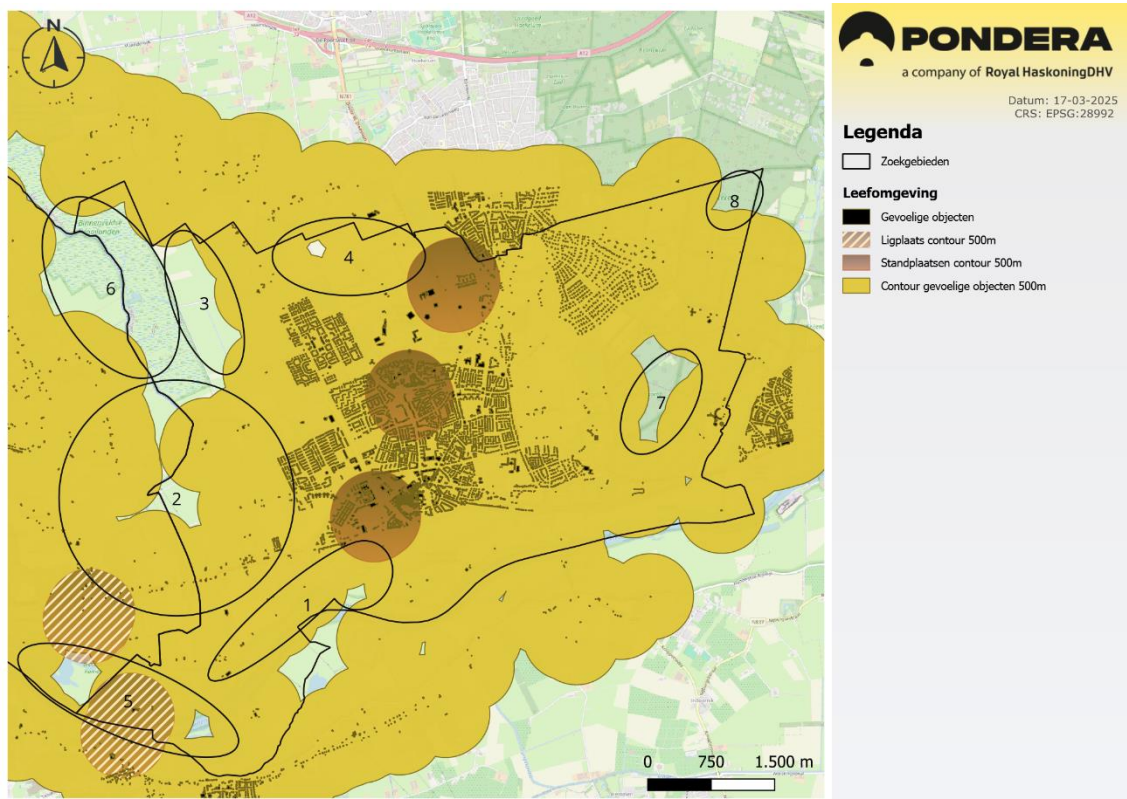 N
A12
A12
8
4
6
3
7
2
1
5
0 750 1.500 m
PONDERA
a company of Royal HaskoningDHV
Datum: 17-03-2025
CRS: EPSG:28992
Legenda
Zoekgebieden
Leefomgeving
Gevoelige objecten
Ligplaats contour 500m
Standplaatsen contour 500m
Contour gevoelige objecten 500m